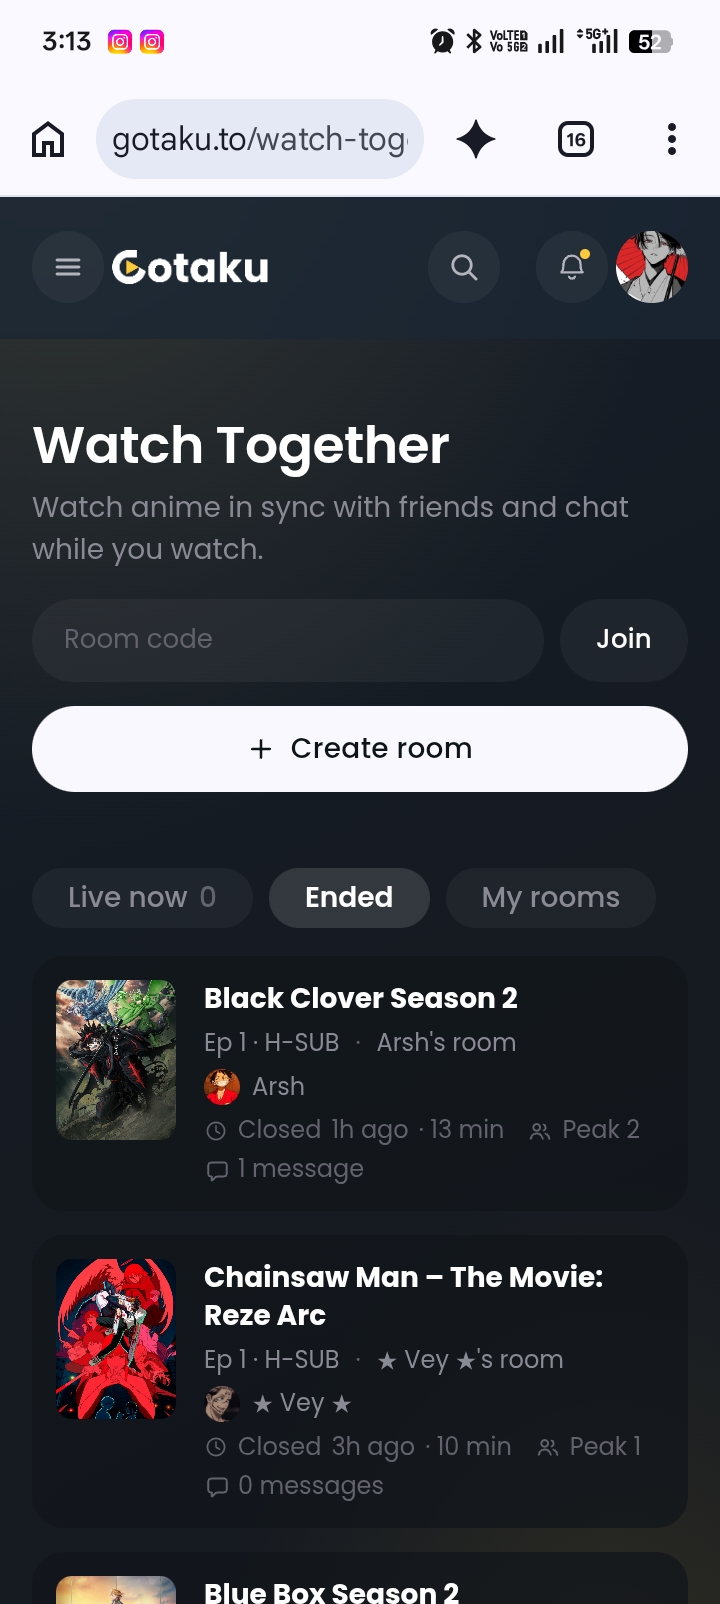 3:13
VoLTED
Vo 5GD
5G+
52
gotaku.to/watch-tog
16
Gotaku
Watch Together
Watch anime in sync with friends and chat
while you watch.
Room code
Join
+ Create room
Live now 0
Ended
My rooms
Black Clover Season 2
Ep 1 · H-SUB · Arsh's room
Arsh
Closed 1h ago · 13 min Peak 2
1 message
Chainsaw Man – The Movie:
Reze Arc
Ep 1 · H-SUB · ★ Vey ★'s room
★ Vey ★
Closed 3h ago · 10 min Peak 1
0 messages
Blue Box Season 2